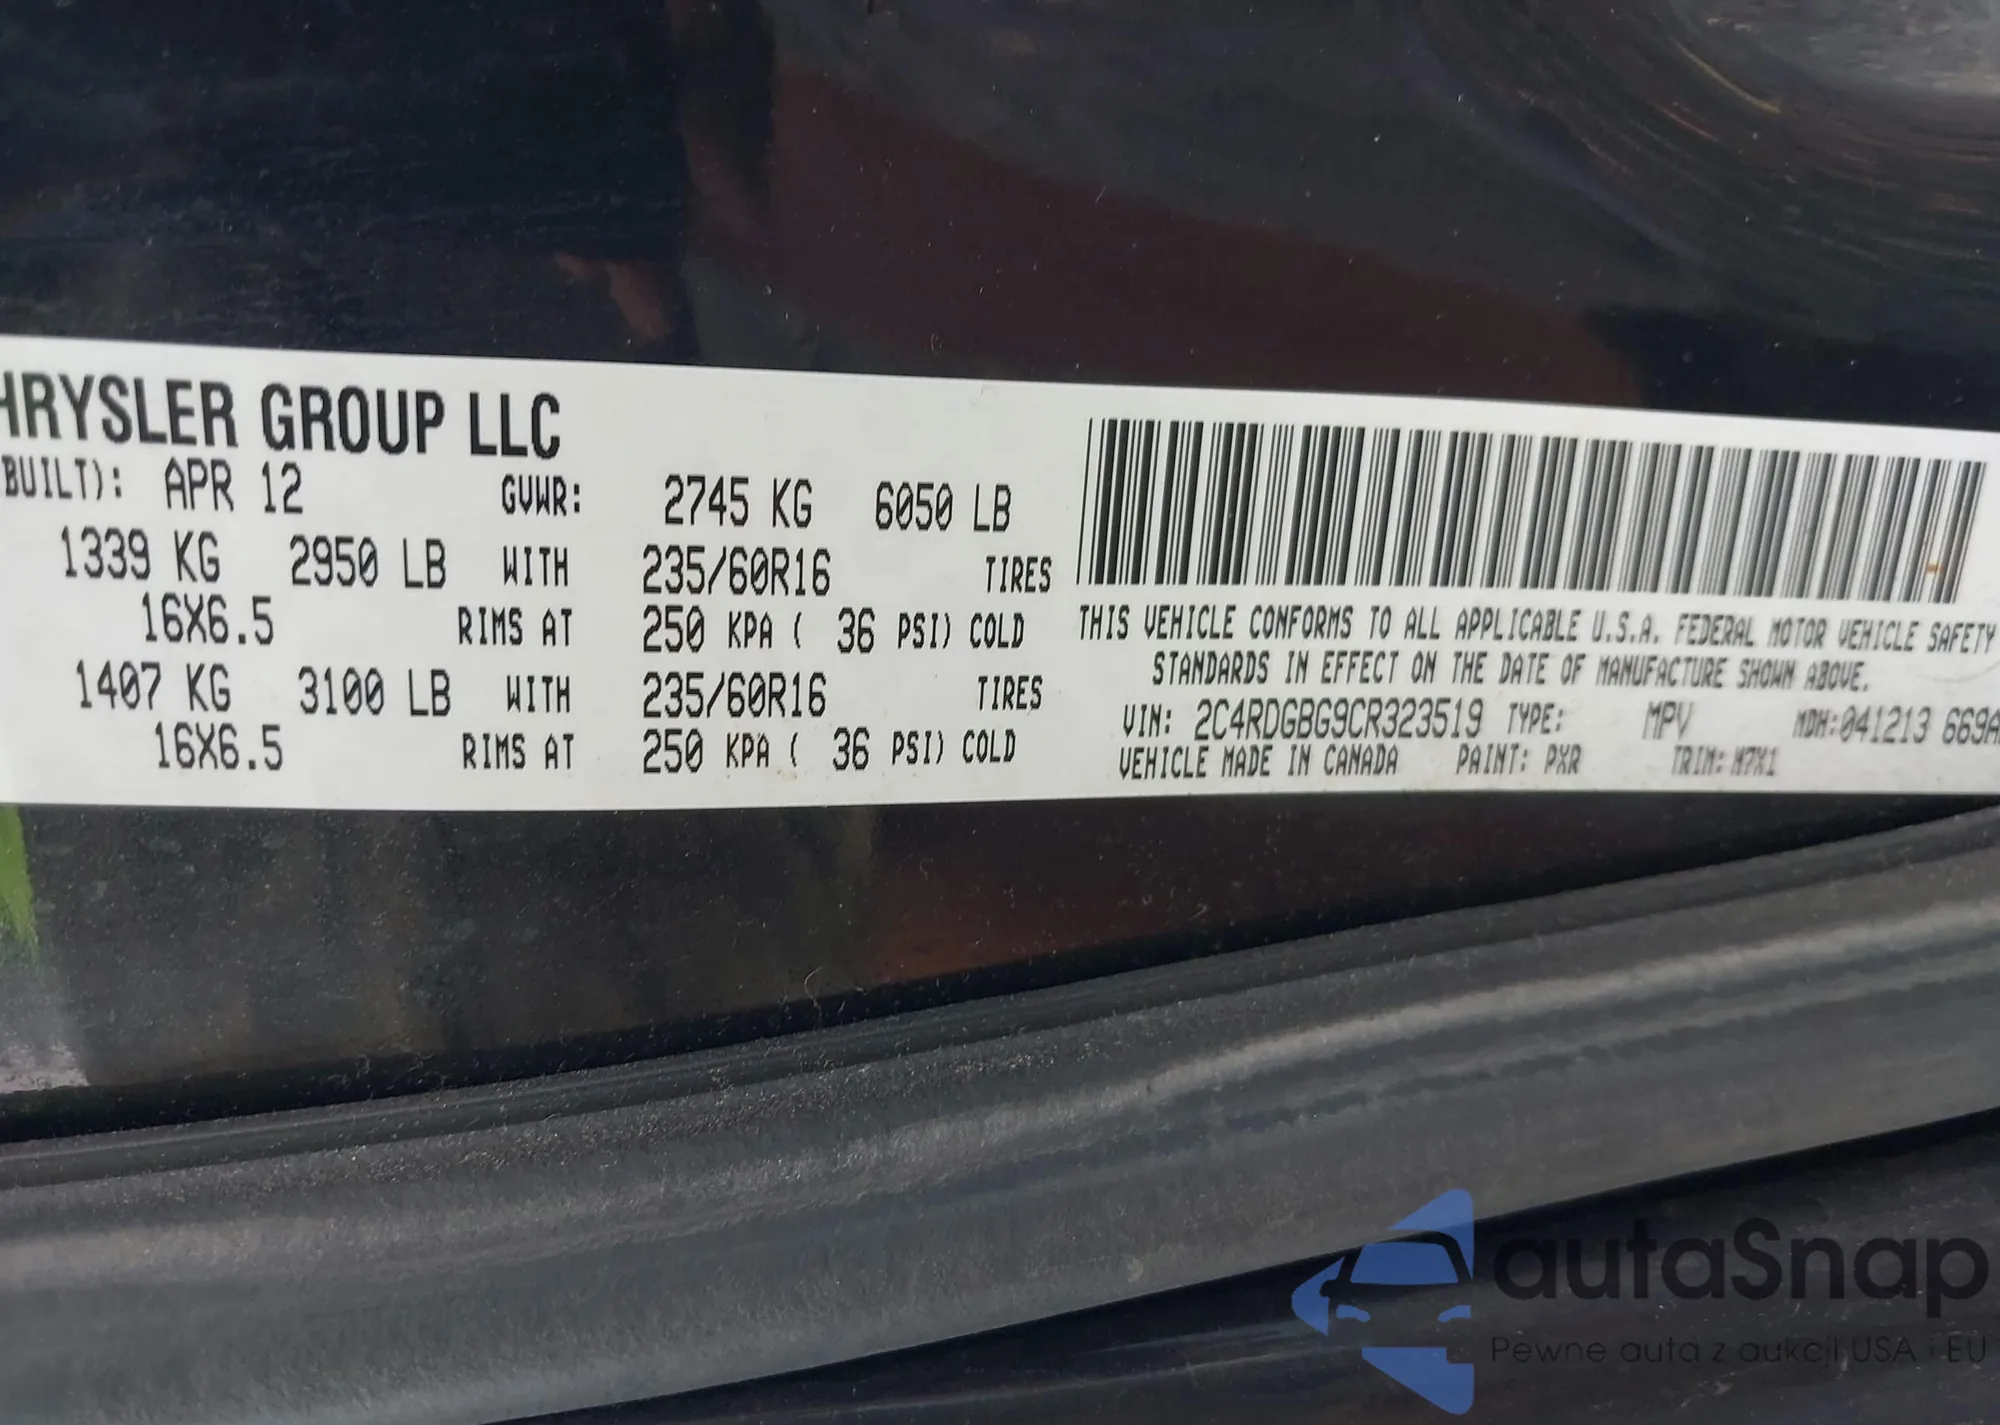 HRYSLER GROUP LLC
BUILT): APR 12 GVWR: 2745 KG 6050 LB
1339 KG 2950 LB WITH 235/60R16 TIRES
16X6.5 RIMS AT 250 KPA ( 36 PSI) COLD
1407 KG 3100 LB WITH 235/60R16 TIRES
16X6.5 RIMS AT 250 KPA ( 36 PSI) COLD
THIS VEHICLE CONFORMS TO ALL APPLICABLE U.S.A. FEDERAL MOTOR VEHICLE SAFETY
STANDARDS IN EFFECT ON THE DATE OF MANUFACTURE SHOWN ABOVE.
VIN: 2C4RDGBG9CR323519 TYPE: MPV MDH:041213 669A
VEHICLE MADE IN CANADA PAINT: PXR TRIM: M7X1
autaSnap
Pewne auta z aukcji USA i EU